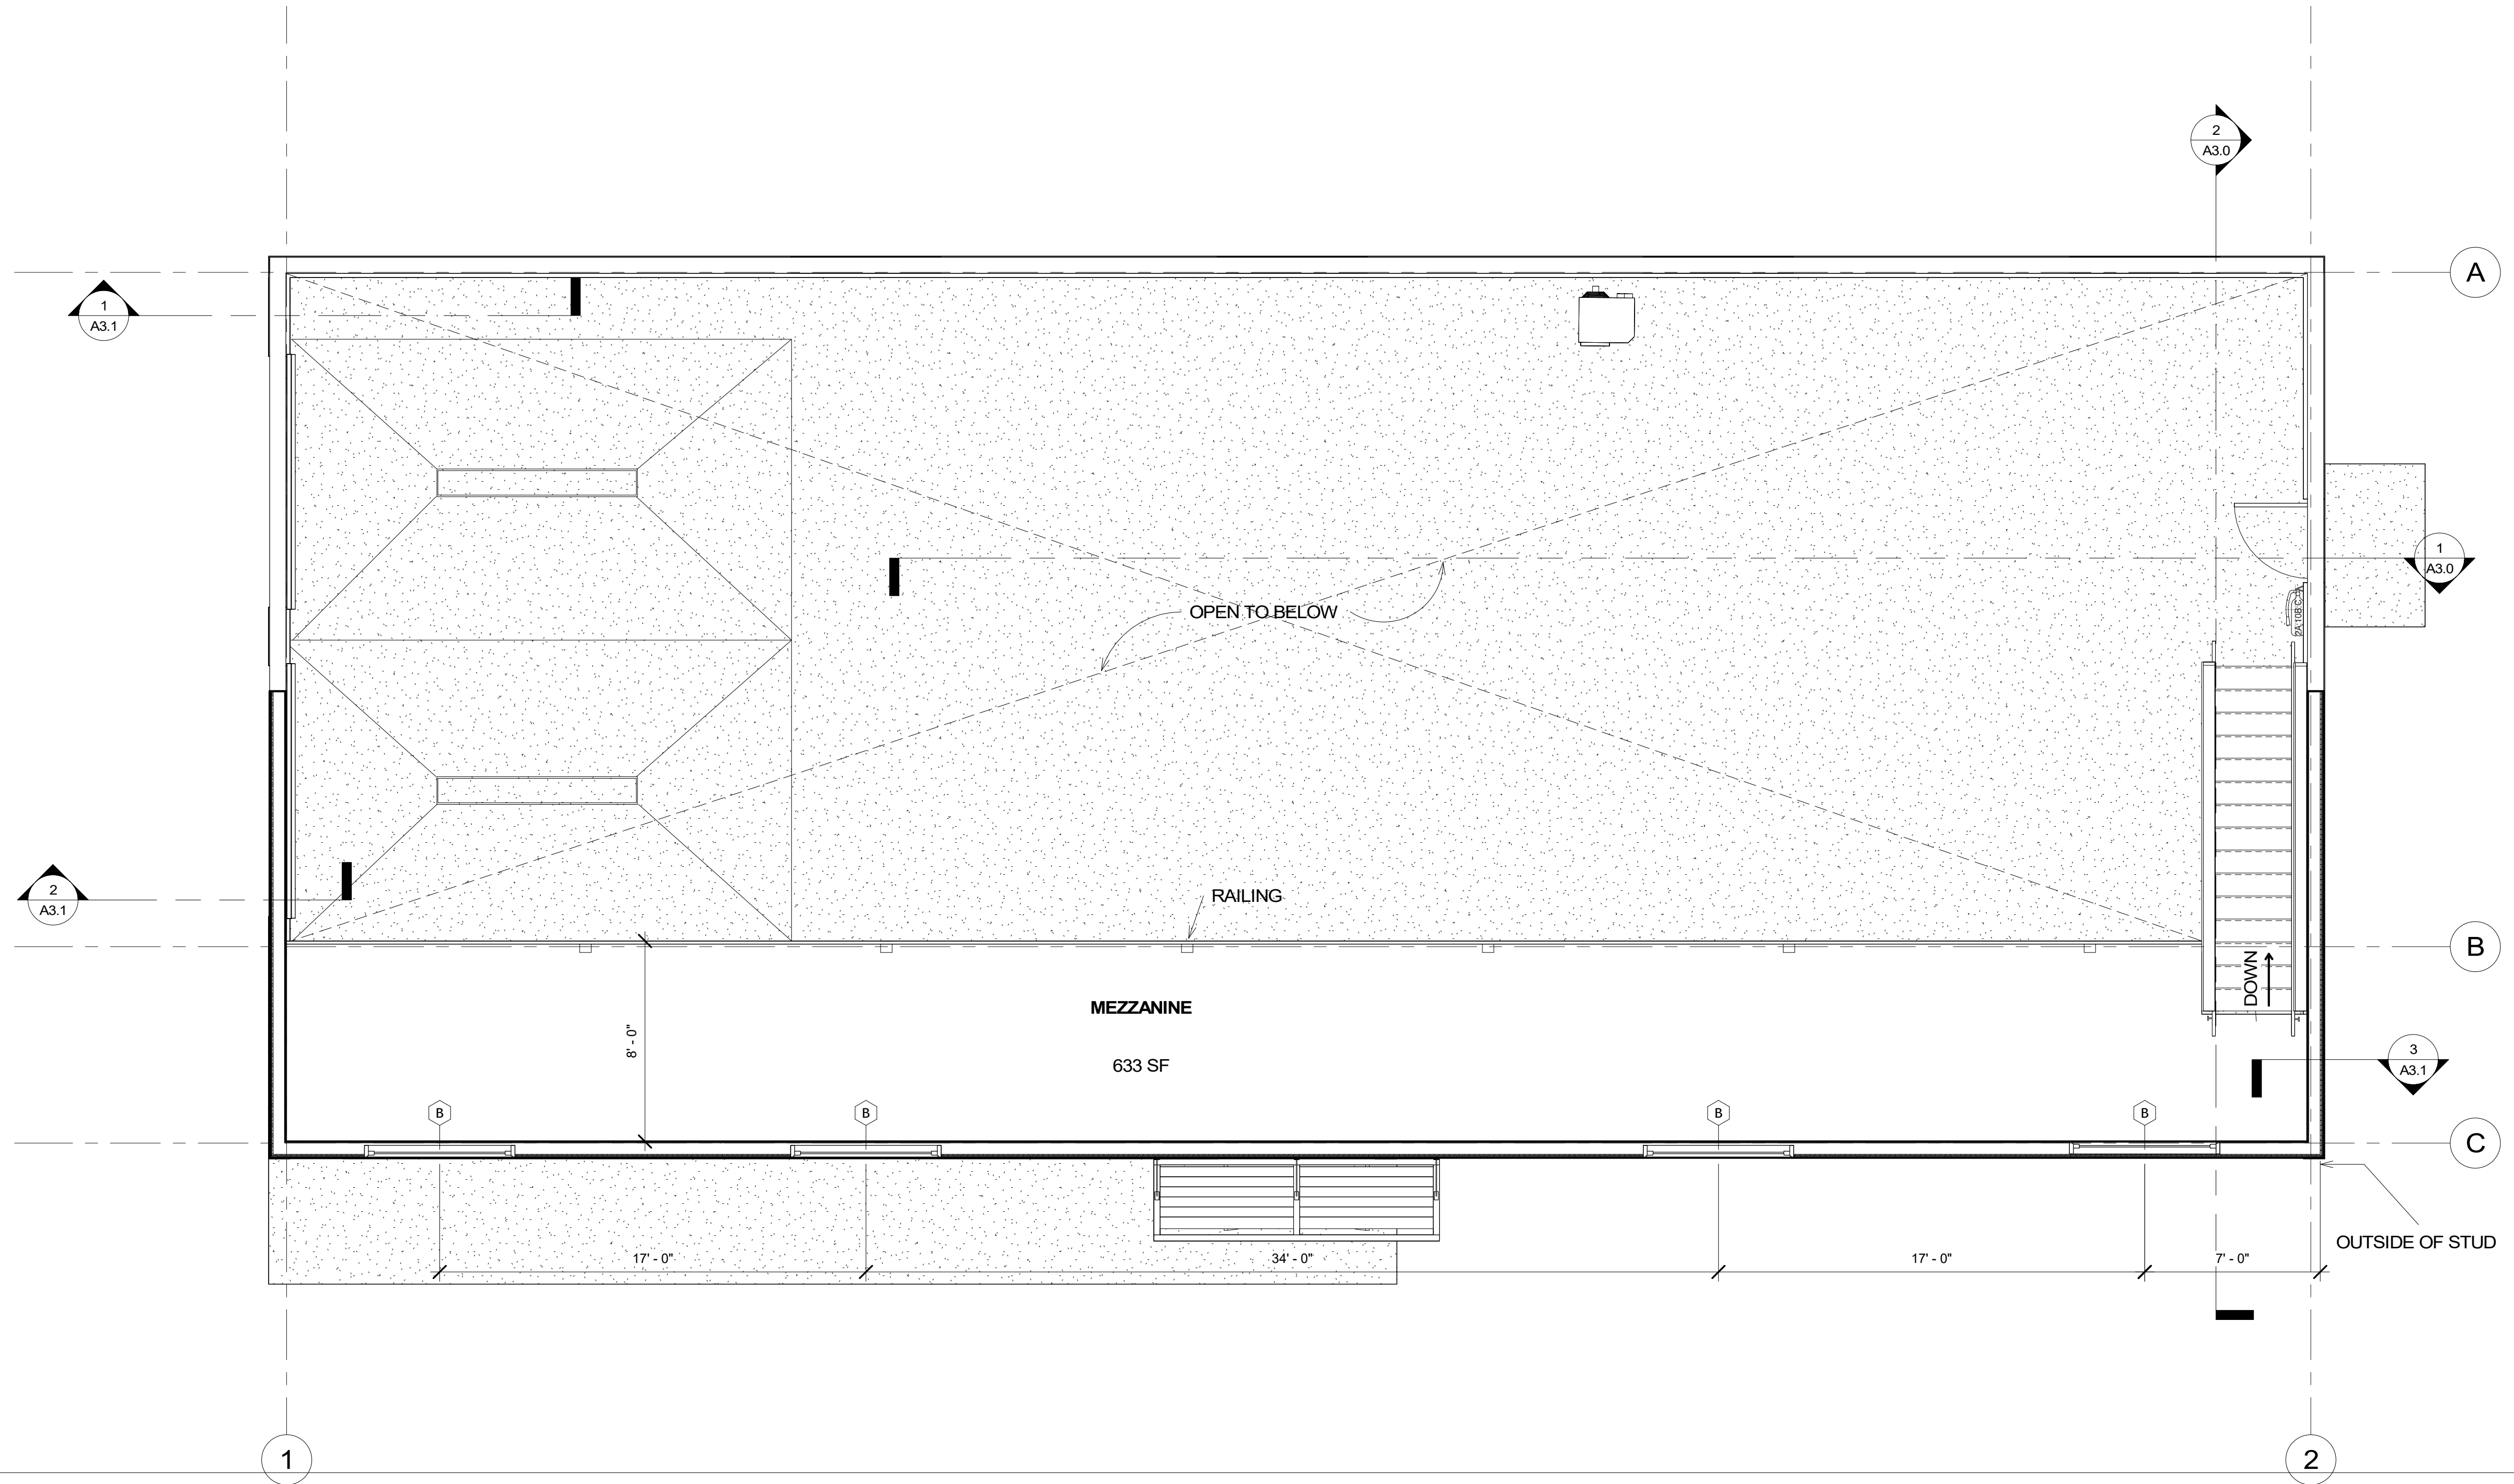 2
A3.0
A
1
A3.1
1
A3.0
OPEN TO BELOW
2A:10B:C
2
A3.1
RAILING
B
DOWN
MEZZANINE
8' - 0"
633 SF
3
A3.1
B
B
B
B
C
17' - 0"
34' - 0"
17' - 0"
7' - 0"
OUTSIDE OF STUD
1
2